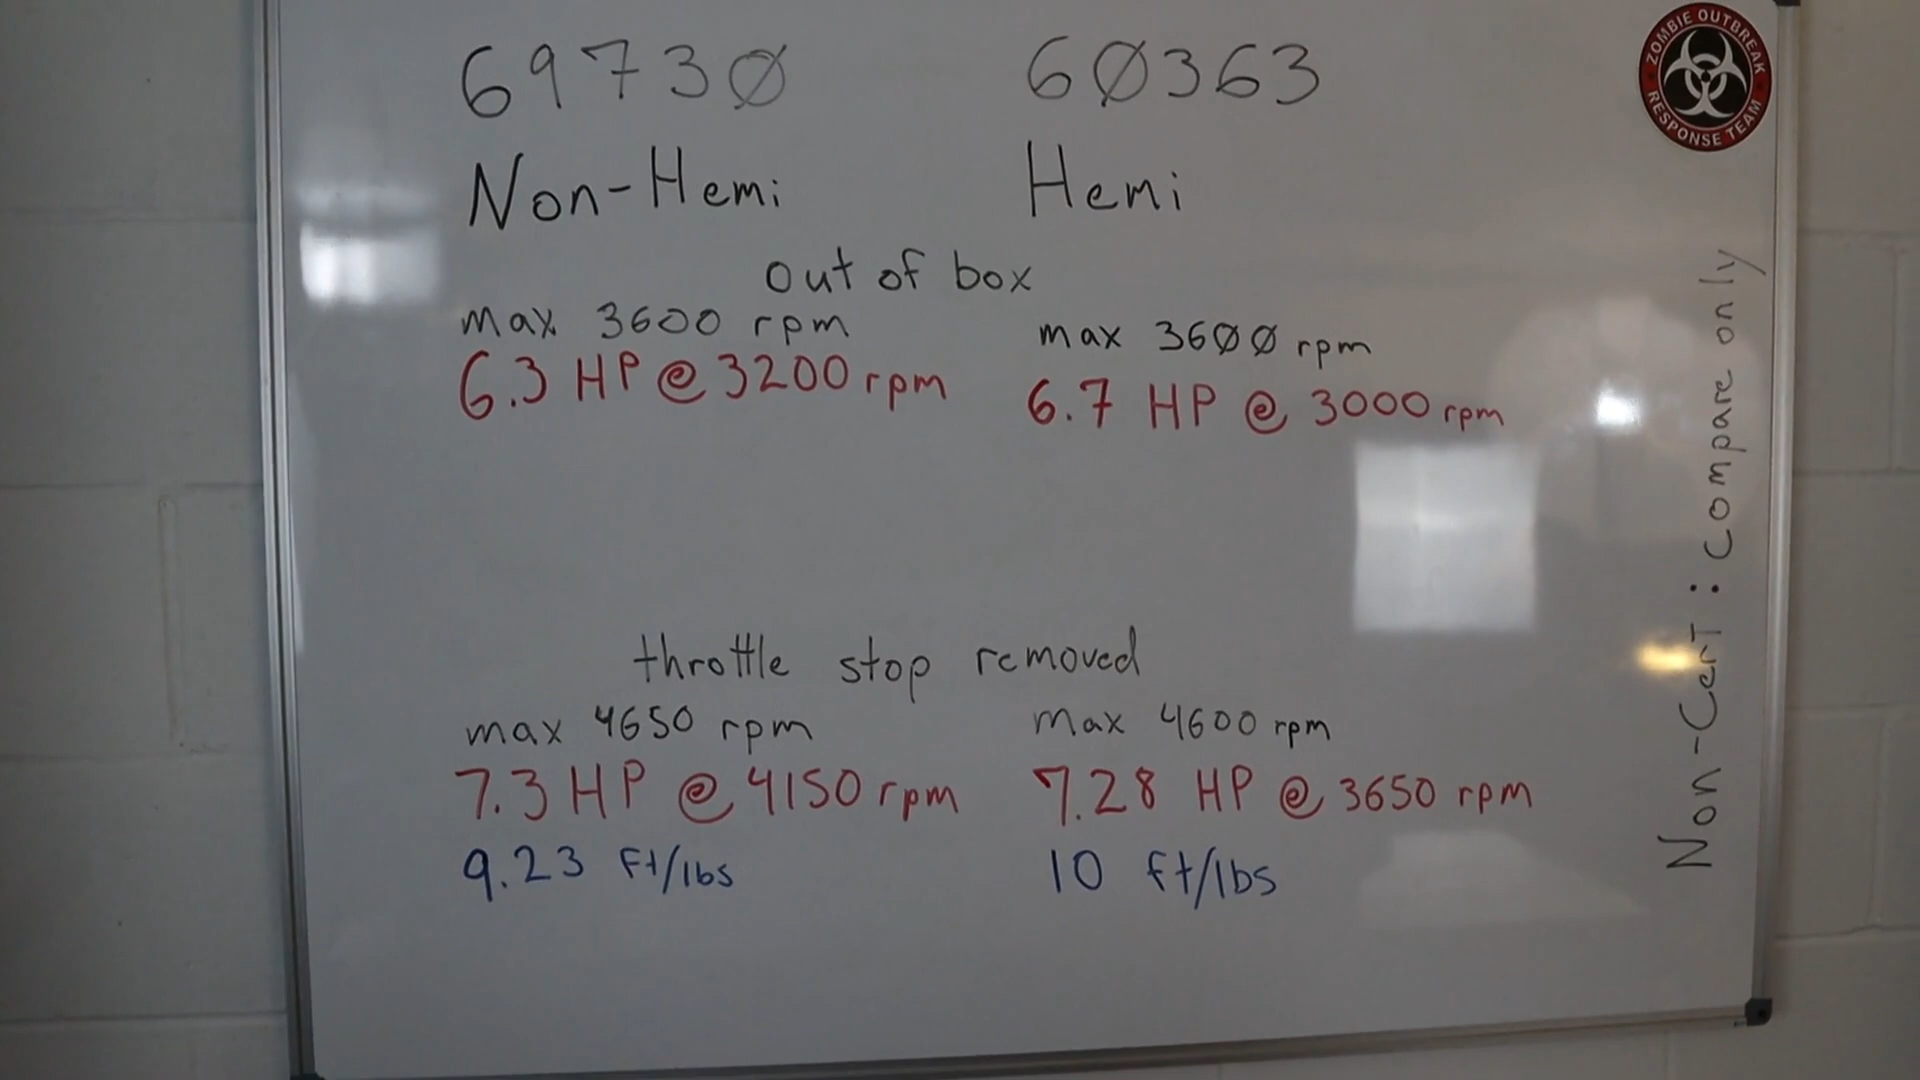 69730 60363
Non-Hemi Hemi
out of box
max 3600 rpm max 3600 rpm
6.3 HP @ 3200 rpm 6.7 HP @ 3000 rpm
throttle stop removed
max 4650 rpm max 4600 rpm
7.3 HP @ 4150 rpm 7.28 HP @ 3650 rpm
9.23 ft/lbs 10 ft/lbs
Non-Cert: Compare only
ZOMBIE OUTBREAK
RESPONSE TEAM